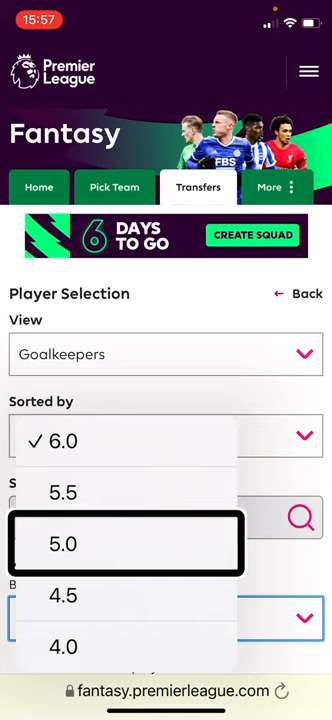 15:57
Premier
League
Fantasy
FBS
Home
Pick Team
Transfers
More
6 DAYS
TO GO
CREATE SQUAD
Player Selection
← Back
View
Goalkeepers
Sorted by
✓ 6.0
5.5
5.0
4.5
4.0
fantasy.premierleague.com